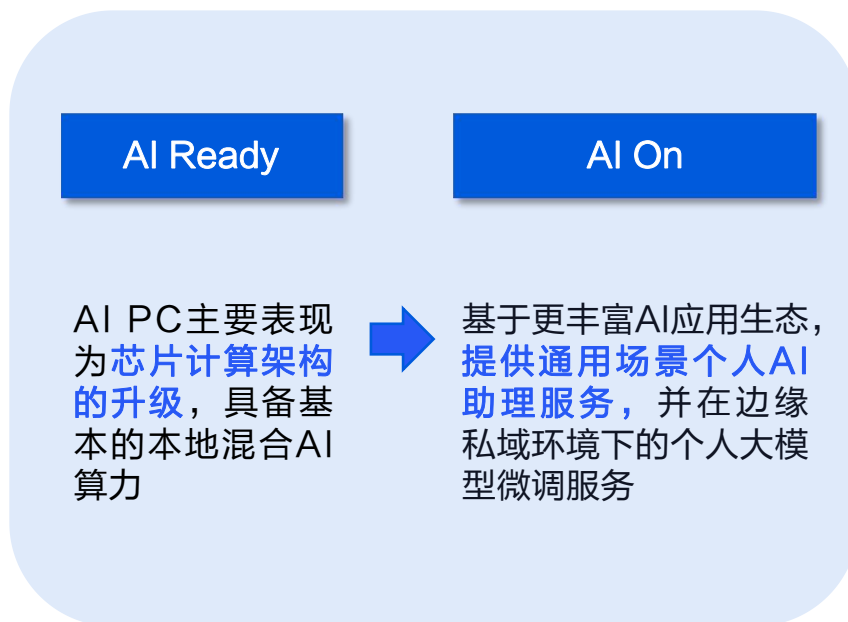 AI Ready
AI On
AI PC主要表现
为芯片计算架构
的升级，具备基
本的本地混合AI
算力
基于更丰富AI应用生态，
提供通用场景个人AI
助理服务，并在边缘
私域环境下的个人大模
型微调服务